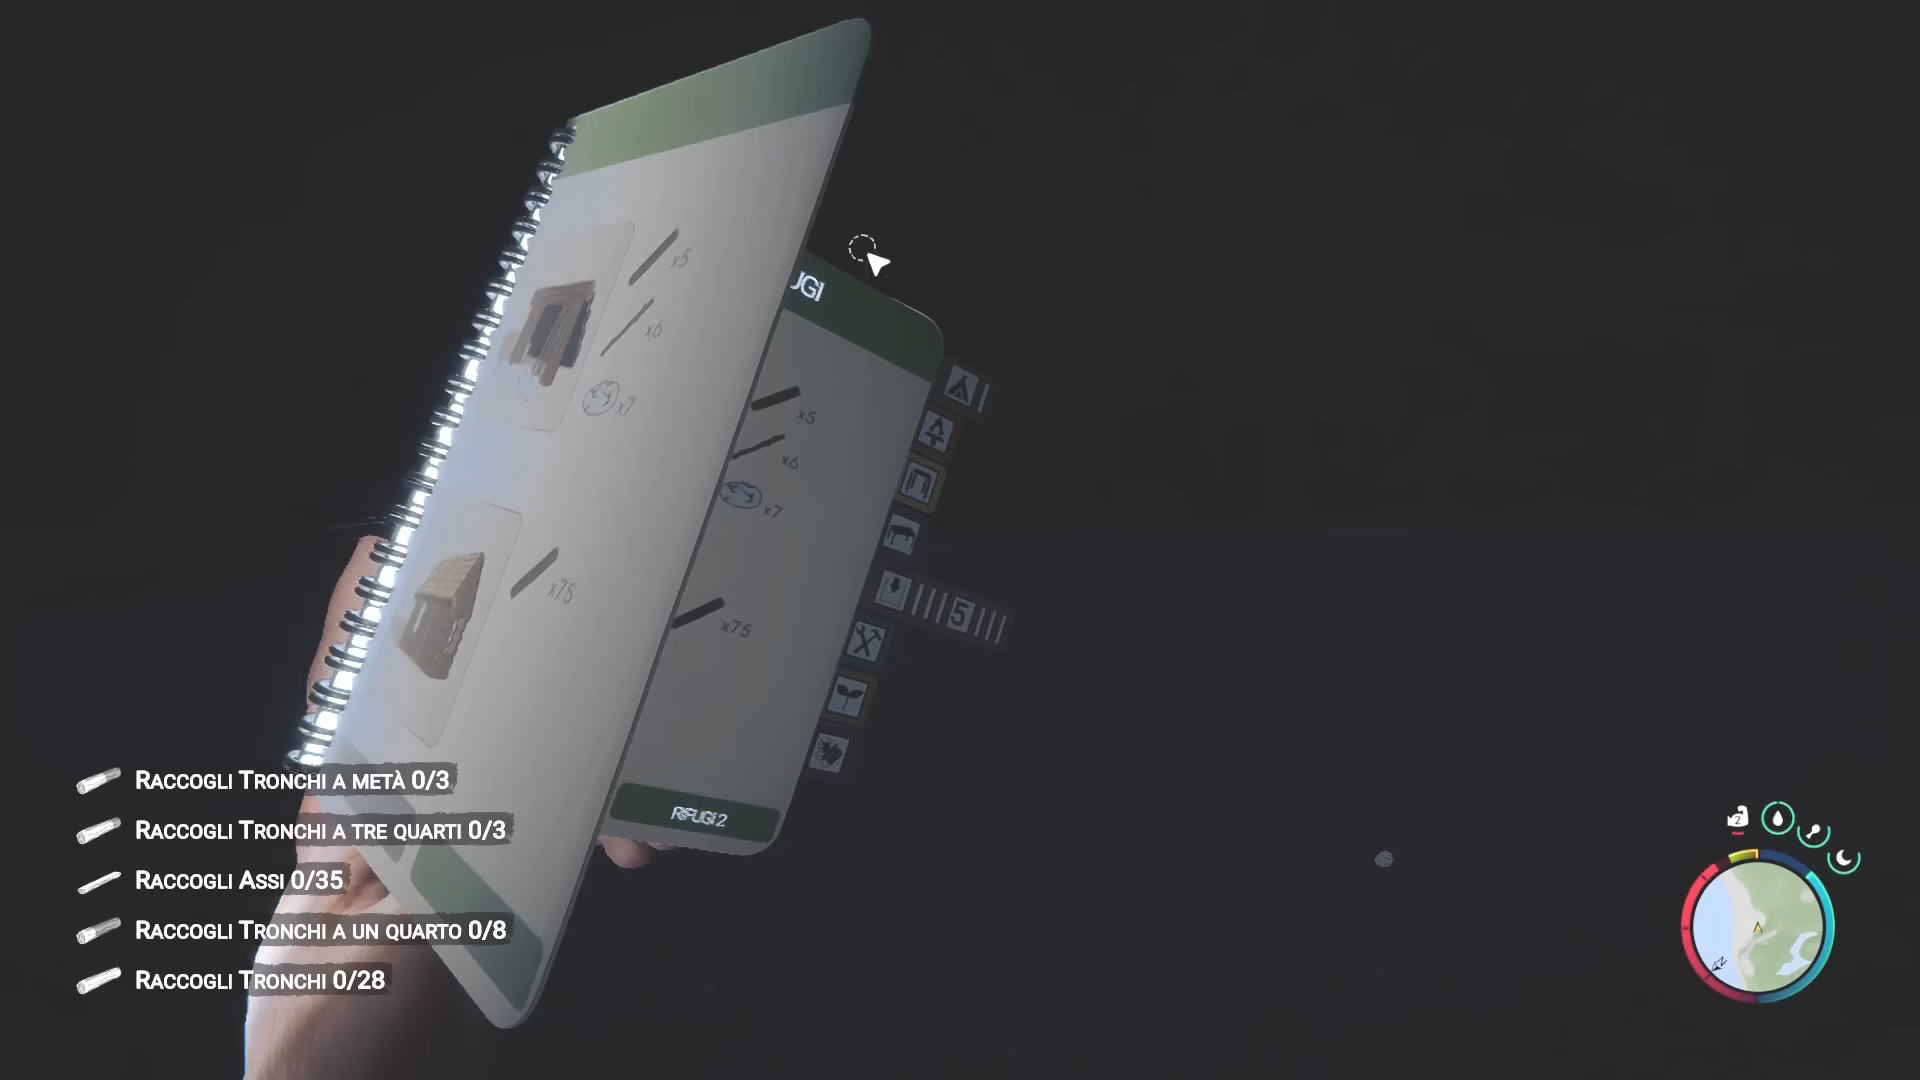 x5
x6
x7
x75
UGI
x5
x6
x7
x75
RIFUGI 2
5
Raccogli Tronchi a metà 0/3
Raccogli Tronchi a tre quarti 0/3
Raccogli Assi 0/35
Raccogli Tronchi a un quarto 0/8
Raccogli Tronchi 0/28
2
N